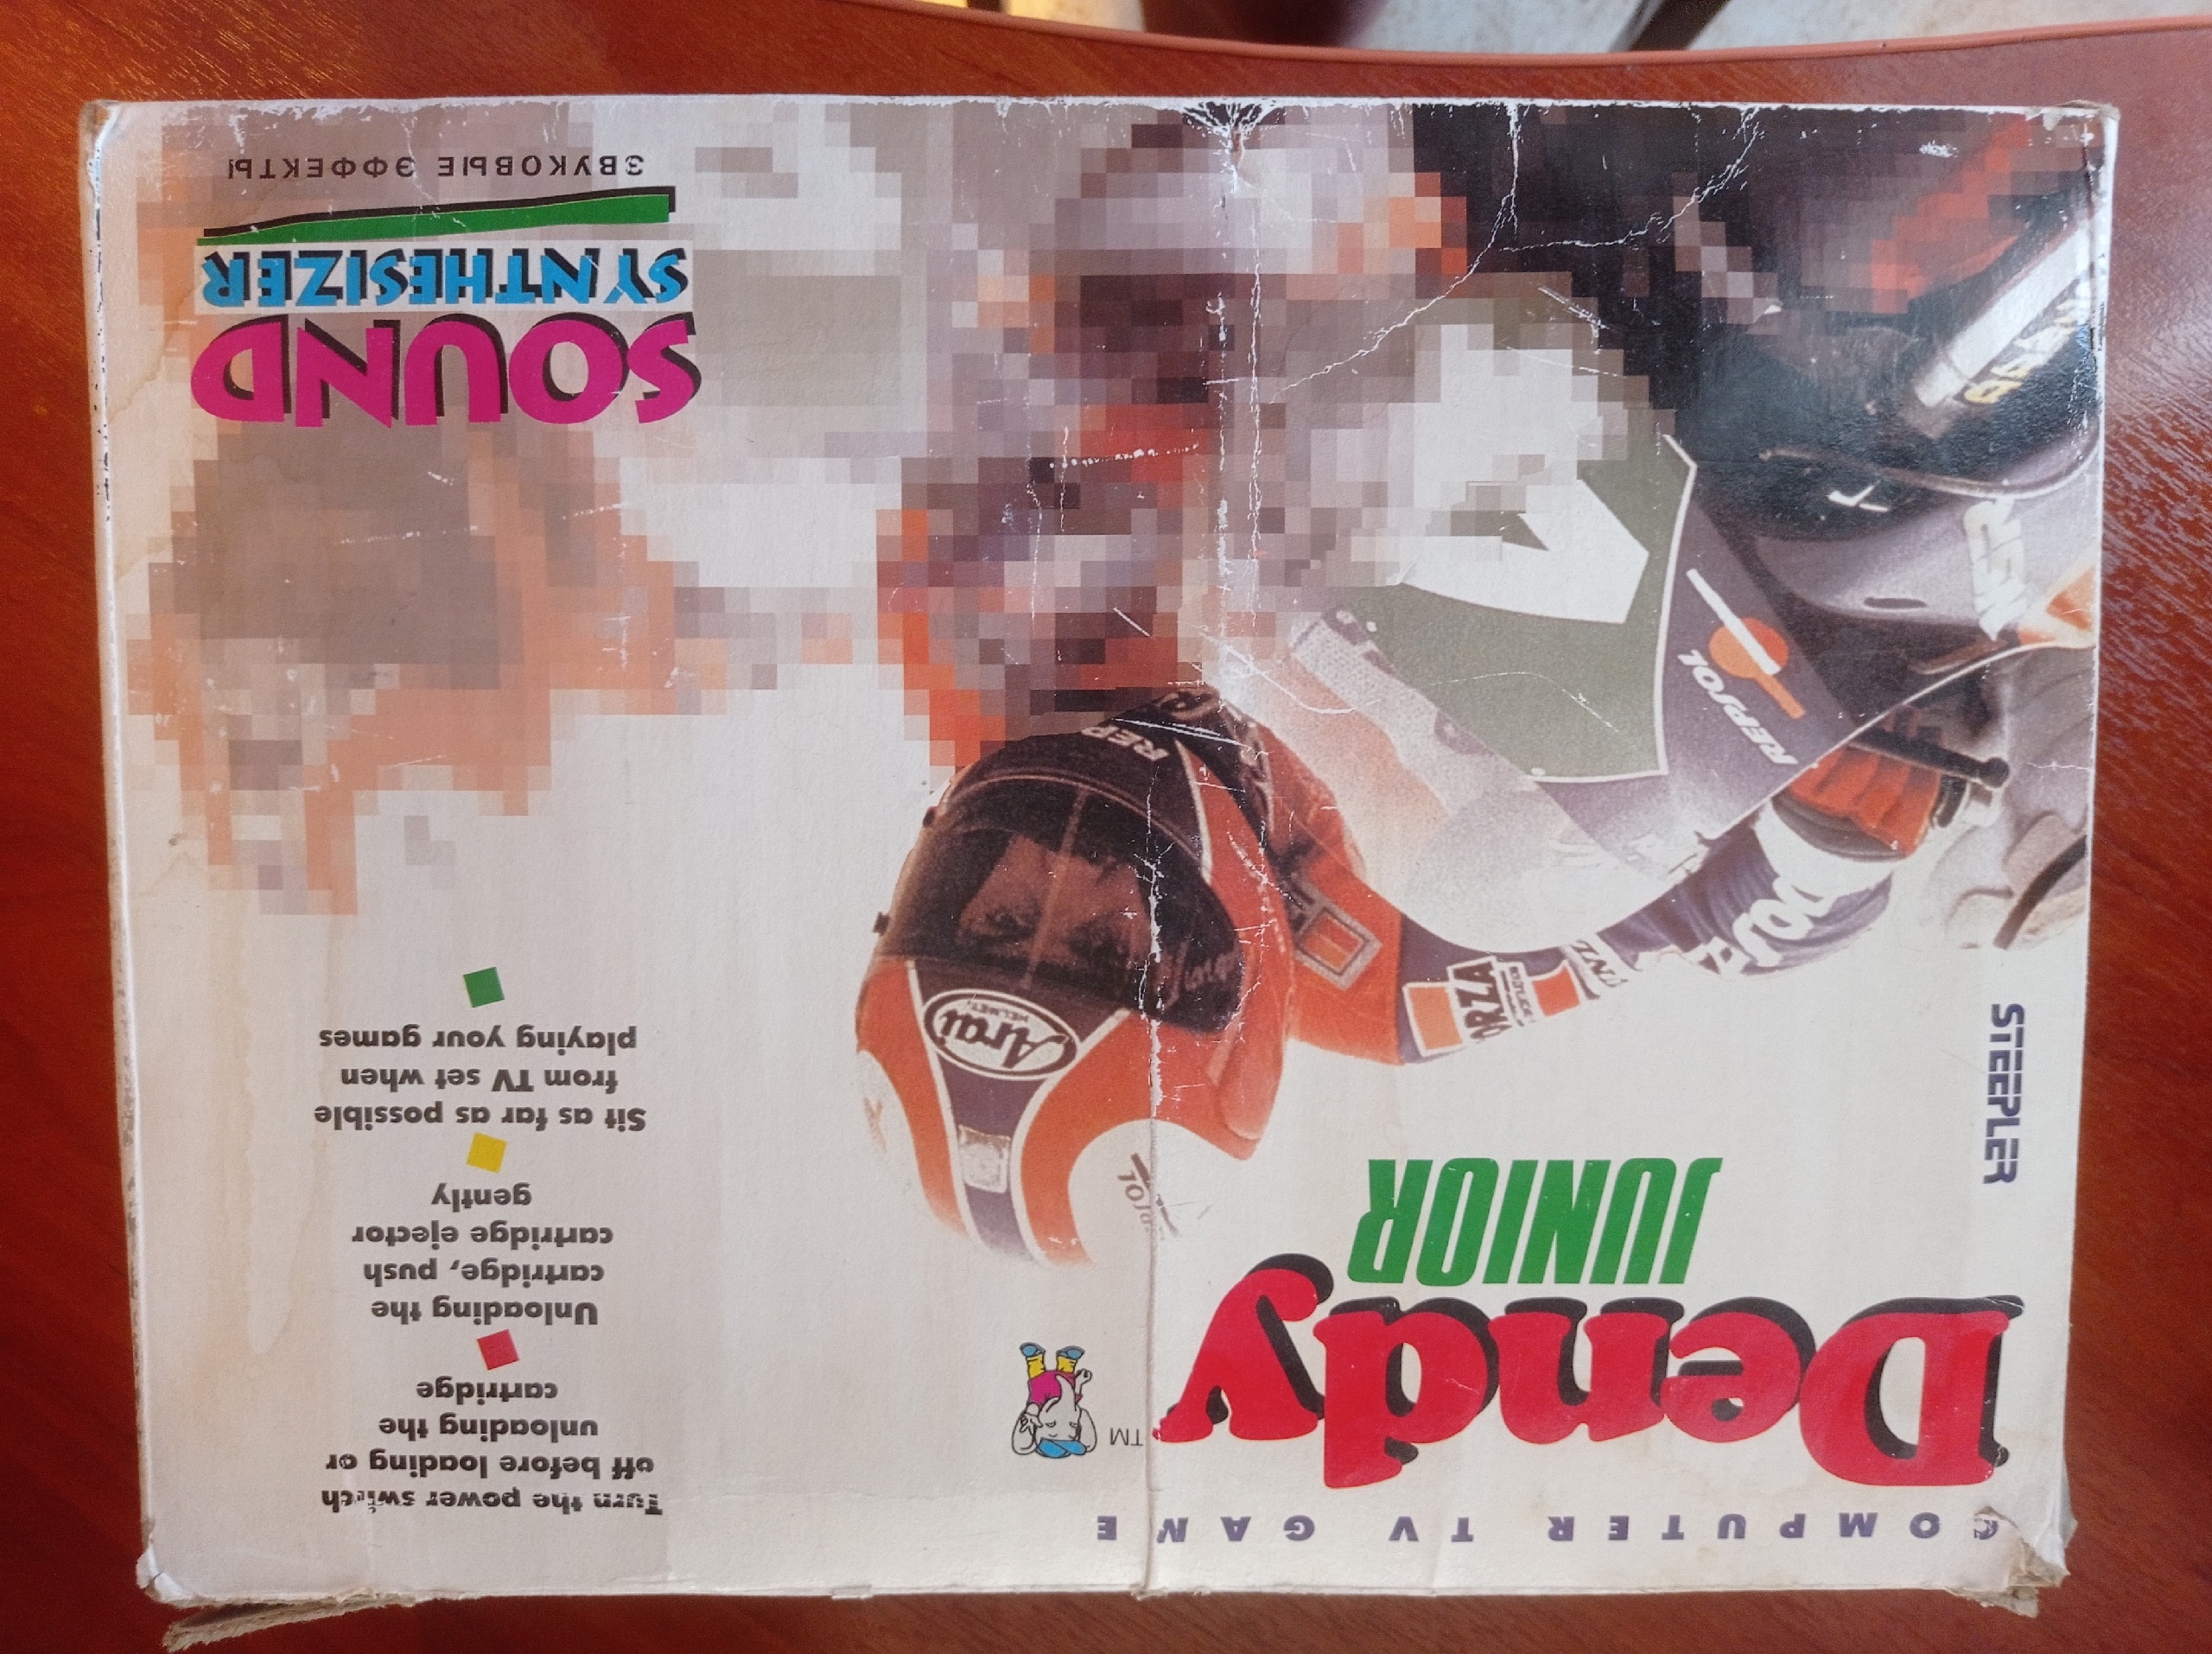 COMPUTER TV GAME
Dendy
TM
JUNIOR
STEEPLER
Turn the power switch
off before loading or
unloading the
cartridge
Unloading the
cartridge, push
cartridge ejector
gently
Sit as far as possible
from TV set when
playing your games
Arai
HELMET
REPSOL
REP
SOUND
SYNTHESIZER
ЗВУКОВЫЕ ЭФФЕКТЫ